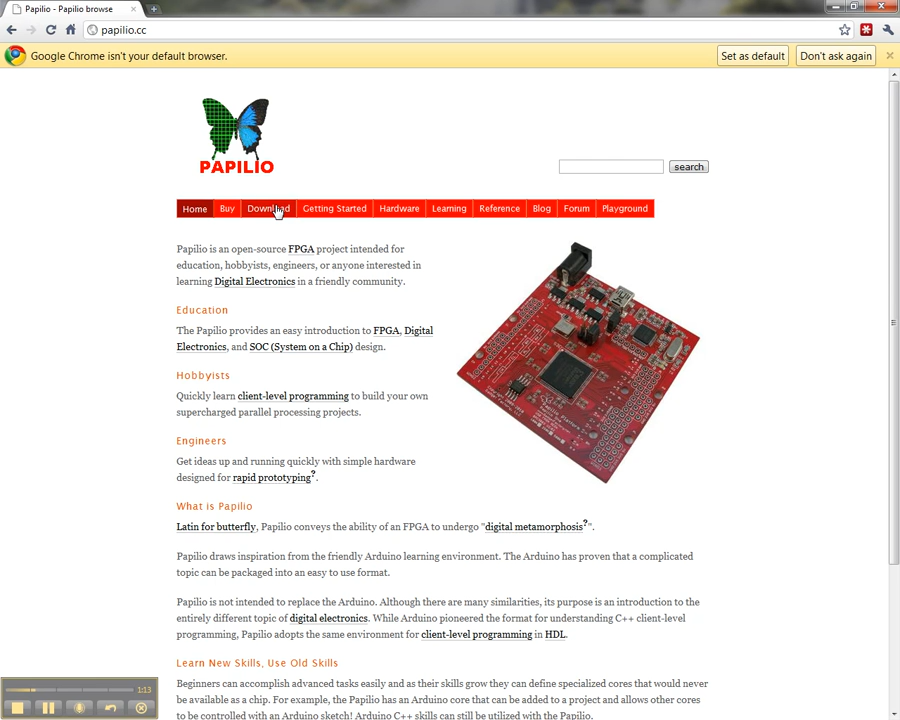 Papilio - Papilio browse
papilio.cc
Google Chrome isn't your default browser. Set as default Don't ask again
PAPILIO
search
Home Buy Download Getting Started Hardware Learning Reference Blog Forum Playground
Papilio is an open-source FPGA project intended for
education, hobbyists, engineers, or anyone interested in
learning Digital Electronics in a friendly community.
Education
The Papilio provides an easy introduction to FPGA, Digital
Electronics, and SOC (System on a Chip) design.
Hobbyists
Quickly learn client-level programming to build your own
supercharged parallel processing projects.
Engineers
Get ideas up and running quickly with simple hardware
designed for rapid prototyping?.
What is Papilio
Latin for butterfly, Papilio conveys the ability of an FPGA to undergo "digital metamorphosis?".
Papilio draws inspiration from the friendly Arduino learning environment. The Arduino has proven that a complicated
topic can be packaged into an easy to use format.
Papilio is not intended to replace the Arduino. Although there are many similarities, its purpose is an introduction to the
entirely different topic of digital electronics. While Arduino pioneered the format for understanding C++ client-level
programming, Papilio adopts the same environment for client-level programming in HDL.
Learn New Skills, Use Old Skills
Beginners can accomplish advanced tasks easily and as their skills grow they can define specialized cores that would never
be available as a chip. For example, the Papilio has an Arduino core that can be added to a project and allows other cores
to be controlled with an Arduino sketch! Arduino C++ skills can still be utilized with the Papilio.
1:13